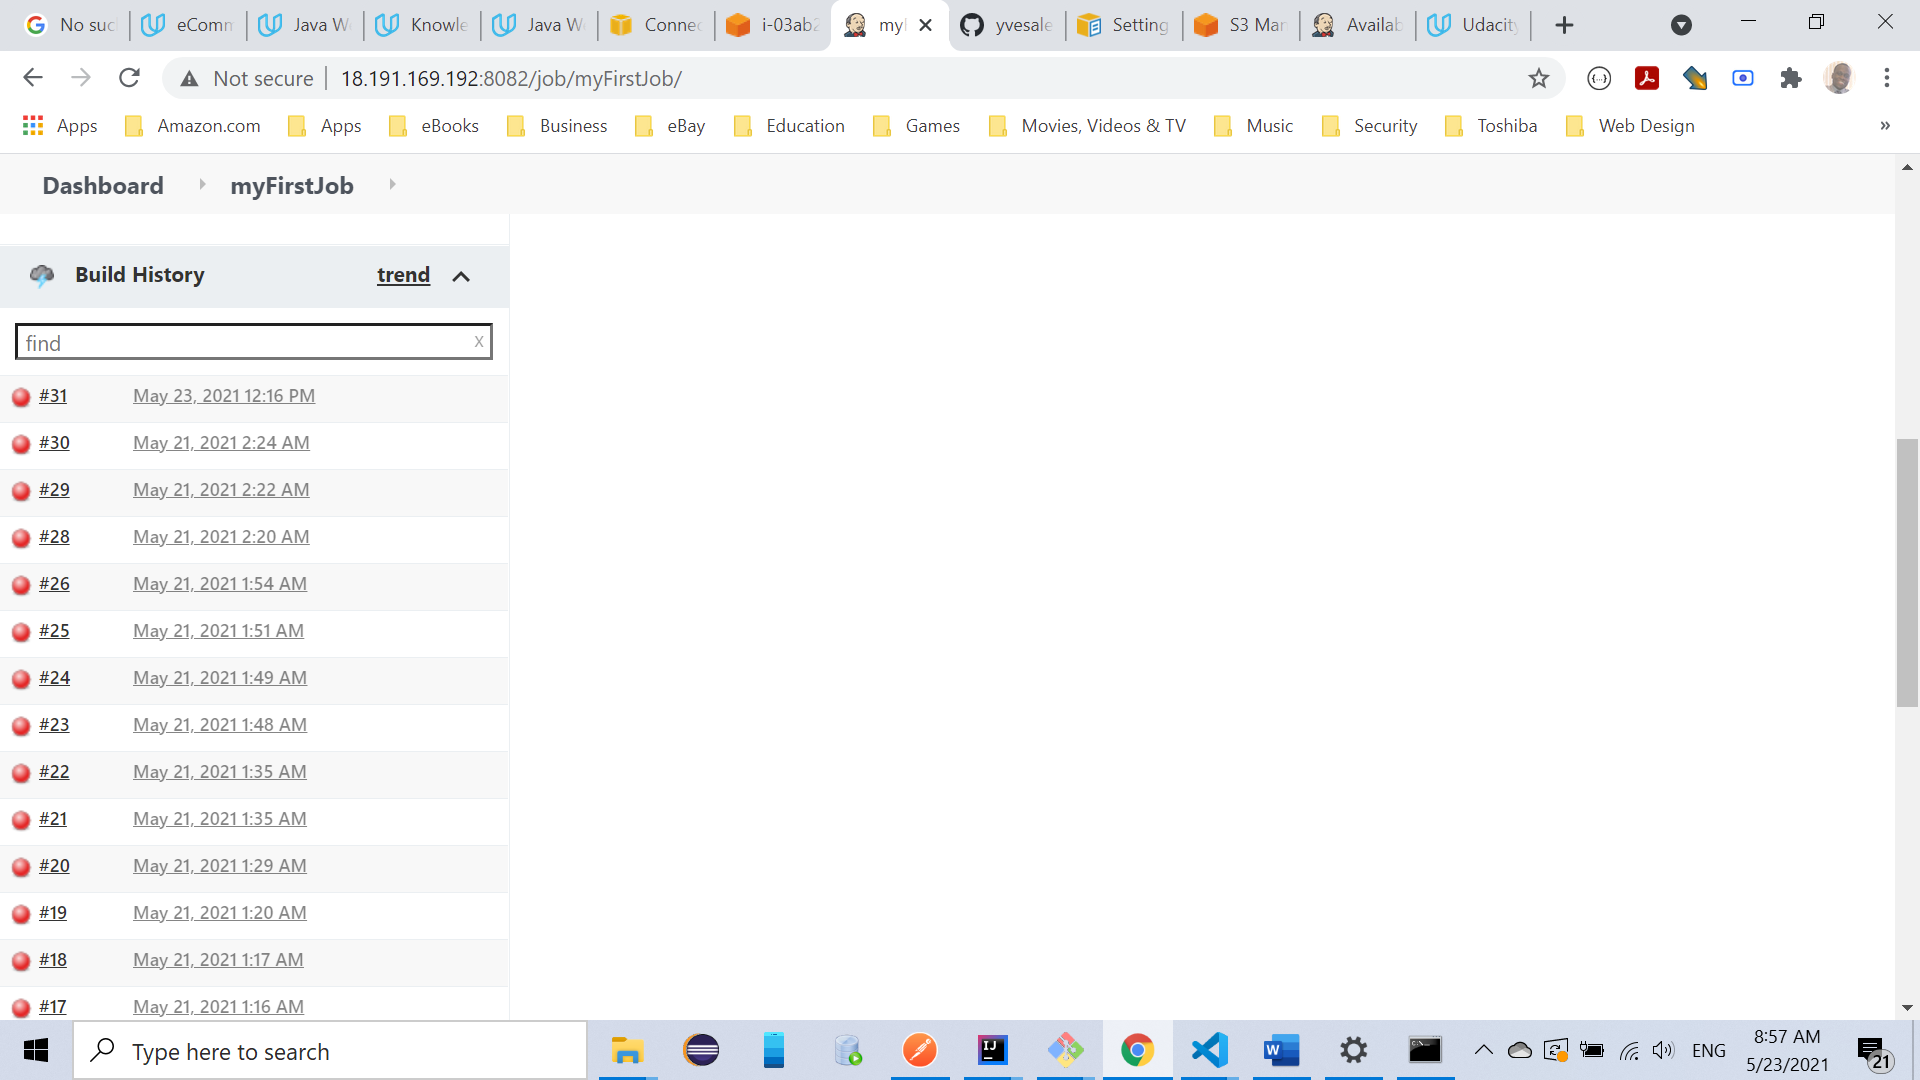 No suc
eComm
Java W
Knowle
Java W
Connec
i-03ab2
my
yvesale
Setting
S3 Man
Availab
Udacity
Not secure
18.191.169.192:8082/job/myFirstJob/
Apps
Amazon.com
Apps
eBooks
Business
eBay
Education
Games
Movies, Videos & TV
Music
Security
Toshiba
Web Design
»
Dashboard
myFirstJob
Build History
trend
find
x
#31 May 23, 2021 12:16 PM
#30 May 21, 2021 2:24 AM
#29 May 21, 2021 2:22 AM
#28 May 21, 2021 2:20 AM
#26 May 21, 2021 1:54 AM
#25 May 21, 2021 1:51 AM
#24 May 21, 2021 1:49 AM
#23 May 21, 2021 1:48 AM
#22 May 21, 2021 1:35 AM
#21 May 21, 2021 1:35 AM
#20 May 21, 2021 1:29 AM
#19 May 21, 2021 1:20 AM
#18 May 21, 2021 1:17 AM
#17 May 21, 2021 1:16 AM
Type here to search
IJ
W
ENG
8:57 AM
5/23/2021
21